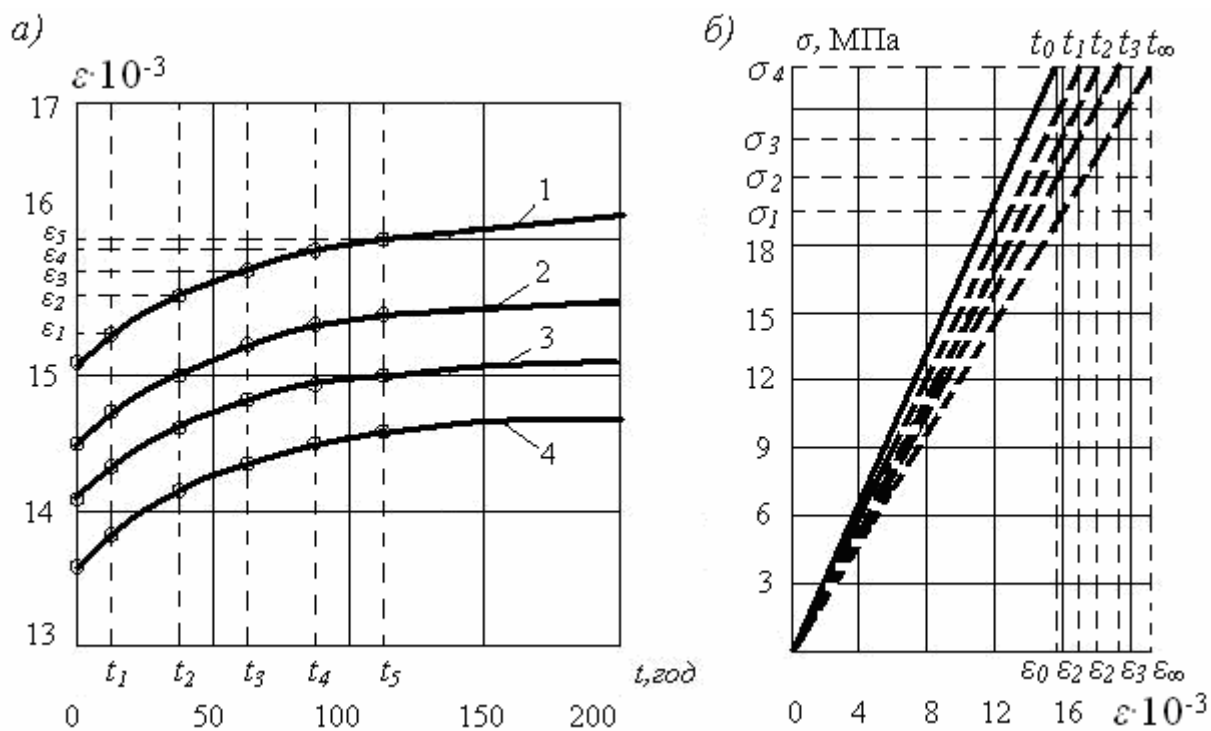 а)
ε·10⁻³
17
16
ε₅
ε₄
ε₃
ε₂
ε₁
15
14
13
1
2
3
4
t₁ t₂ t₃ t₄ t₅ t,год
0 50 100 150 200
б)
σ, МПа t₀ t₁ t₂ t₃ t∞
σ₄
σ₃
σ₂
σ₁
18
15
12
9
6
3
ε₀ ε₂ ε₂ ε₃ ε∞
0 4 8 12 16 ε·10⁻³